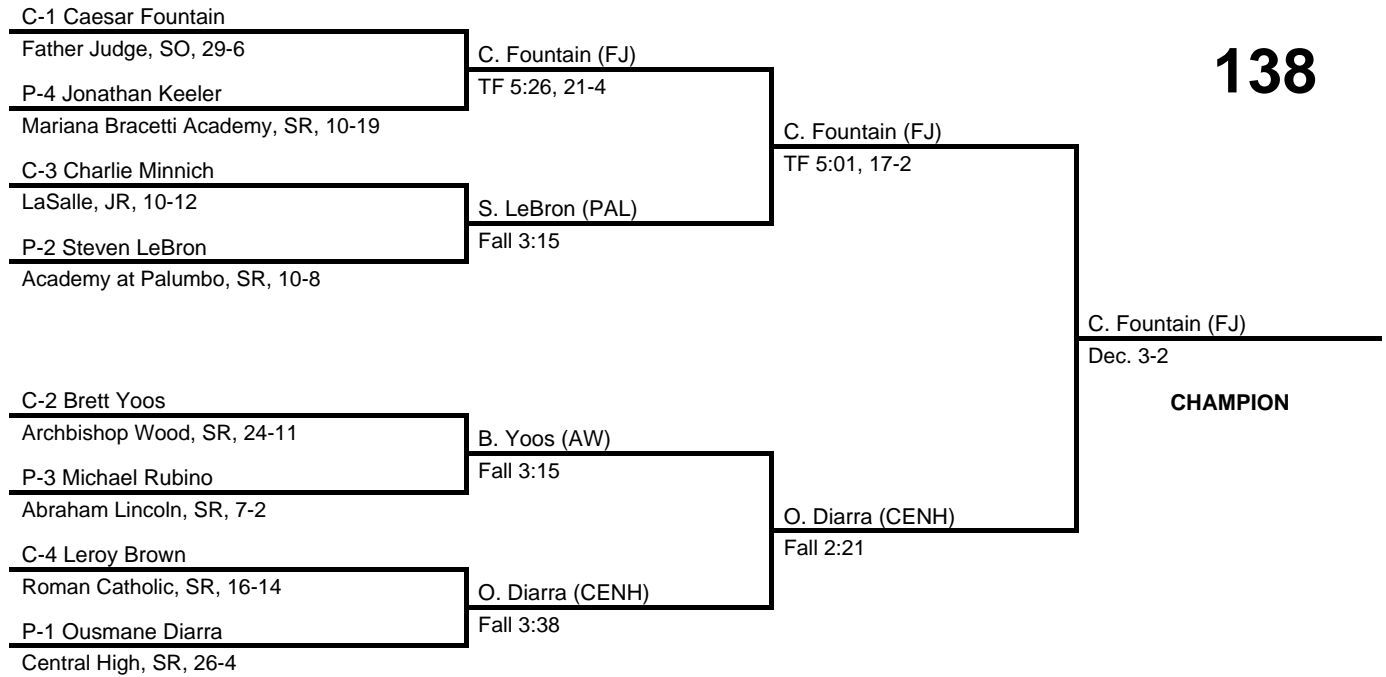 C-1 Caesar Fountain
Father Judge, SO, 29-6
P-4 Jonathan Keeler
Mariana Bracetti Academy, SR, 10-19
C-3 Charlie Minnich
LaSalle, JR, 10-12
P-2 Steven LeBron
Academy at Palumbo, SR, 10-8
C-2 Brett Yoos
Archbishop Wood, SR, 24-11
P-3 Michael Rubino
Abraham Lincoln, SR, 7-2
C-4 Leroy Brown
Roman Catholic, SR, 16-14
P-1 Ousmane Diarra
Central High, SR, 26-4
C. Fountain (FJ)
TF 5:26, 21-4
S. LeBron (PAL)
Fall 3:15
B. Yoos (AW)
Fall 3:15
O. Diarra (CENH)
Fall 3:38
C. Fountain (FJ)
TF 5:01, 17-2
O. Diarra (CENH)
Fall 2:21
138
C. Fountain (FJ)
Dec. 3-2
CHAMPION